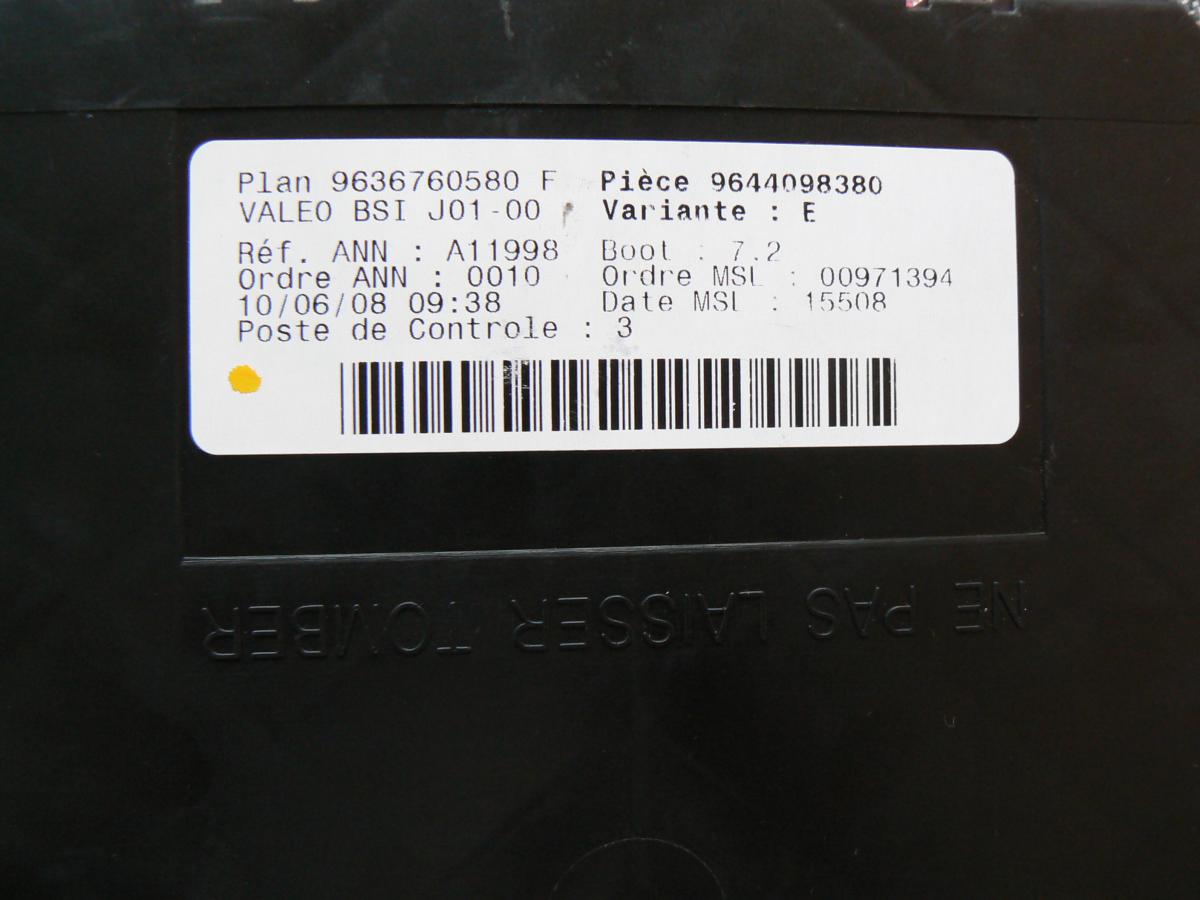 Plan 9636760580 F Pièce 9644098380
VALEO BSI J01-00 Variante : E
Réf. ANN : A11998 Boot : 7.2
Ordre ANN : 0010 Ordre MSL : 00971394
10/06/08 09:38 Date MSL : 15508
Poste de Controle : 3
NE PAS LAISSER TOMBER